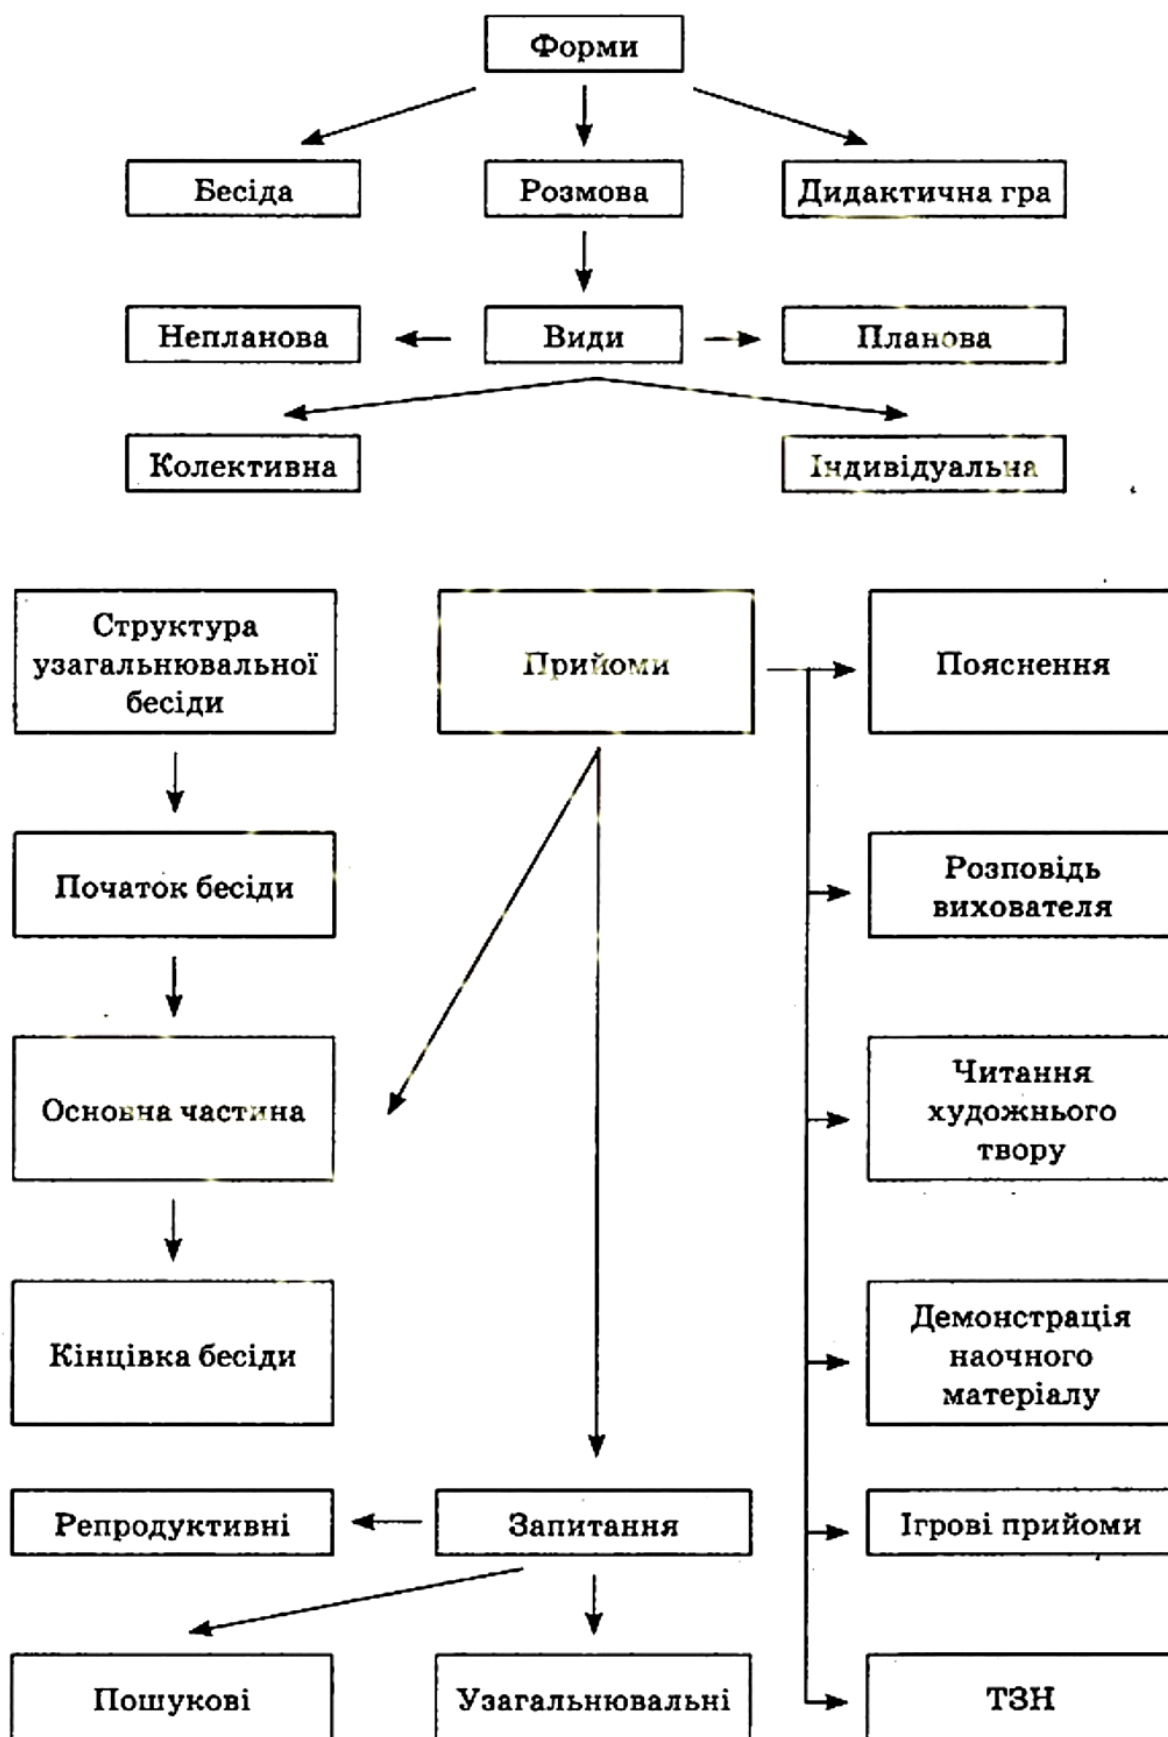 Форми
Бесіда
Розмова
Дидактична гра
Непланова
Види
Планова
Колективна
Індивідуальна
Структура
узагальнювальної
бесіди
Прийоми
Пояснення
Початок бесіди
Розповідь
вихователя
Основна частина
Читання
художнього
твору
Кінцівка бесіди
Демонстрація
наочного
матеріалу
Репродуктивні
Запитання
Ігрові прийоми
Пошукові
Узагальнювальні
ТЗН